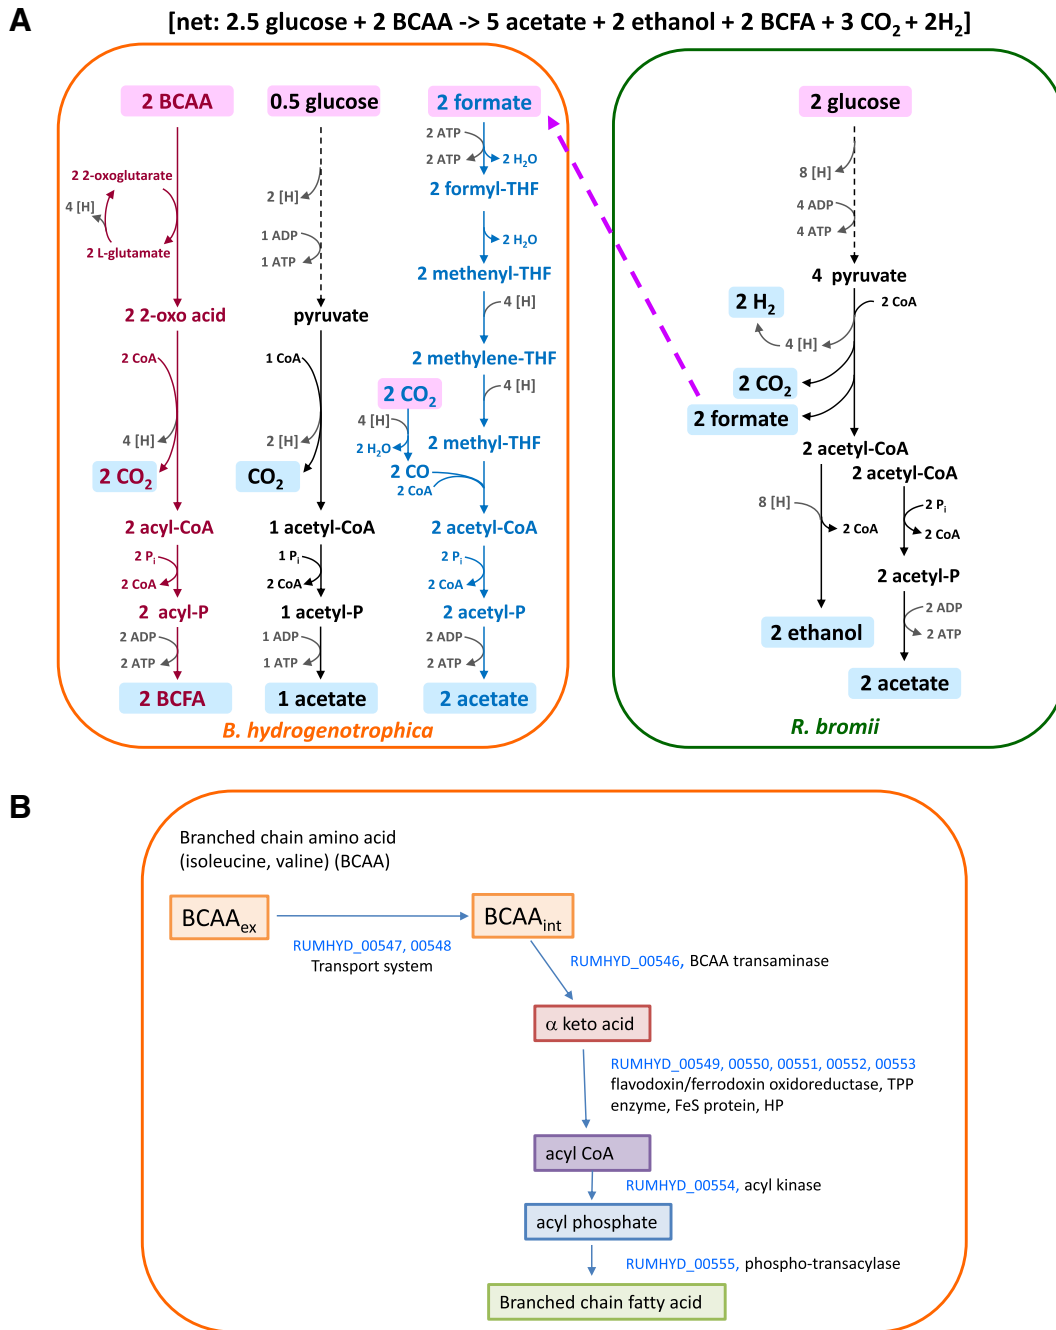 A
[net: 2.5 glucose + 2 BCAA -> 5 acetate + 2 ethanol + 2 BCFA + 3 CO2 + 2H2]
2 BCAA
2 2-oxoglutarate
4 [H]
2 L-glutamate
2 2-oxo acid
2 CoA
4 [H]
2 CO2
2 acyl-CoA
2 Pi
2 CoA
2 acyl-P
2 ADP
2 ATP
2 BCFA
0.5 glucose
2 [H]
1 ADP
1 ATP
pyruvate
1 CoA
2 [H]
CO2
1 acetyl-CoA
1 Pi
2 CoA
1 acetyl-P
1 ADP
1 ATP
1 acetate
2 formate
2 ATP
2 ATP
2 H2O
2 formyl-THF
2 H2O
2 methenyl-THF
4 [H]
2 methylene-THF
4 [H]
2 CO2
4 [H]
2 H2O
2 methyl-THF
2 CO
2 CoA
2 acetyl-CoA
2 Pi
2 CoA
2 acetyl-P
2 ADP
2 ATP
2 acetate
B. hydrogenotrophica
2 glucose
8 [H]
4 ADP
4 ATP
4 pyruvate
2 H2
2 CoA
4 [H]
2 CO2
2 formate
2 acetyl-CoA
2 acetyl-CoA
8 [H]
2 CoA
2 Pi
2 CoA
2 acetyl-P
2 ADP
2 ATP
2 ethanol
2 acetate
R. bromii
B
Branched chain amino acid
(isoleucine, valine) (BCAA)
BCAAex
BCAAint
RUMHYD_00547, 00548
Transport system
RUMHYD_00546, BCAA transaminase
α keto acid
RUMHYD_00549, 00550, 00551, 00552, 00553
flavodoxin/ferrodoxin oxidoreductase, TPP
enzyme, FeS protein, HP
acyl CoA
RUMHYD_00554, acyl kinase
acyl phosphate
RUMHYD_00555, phospho-transacylase
Branched chain fatty acid